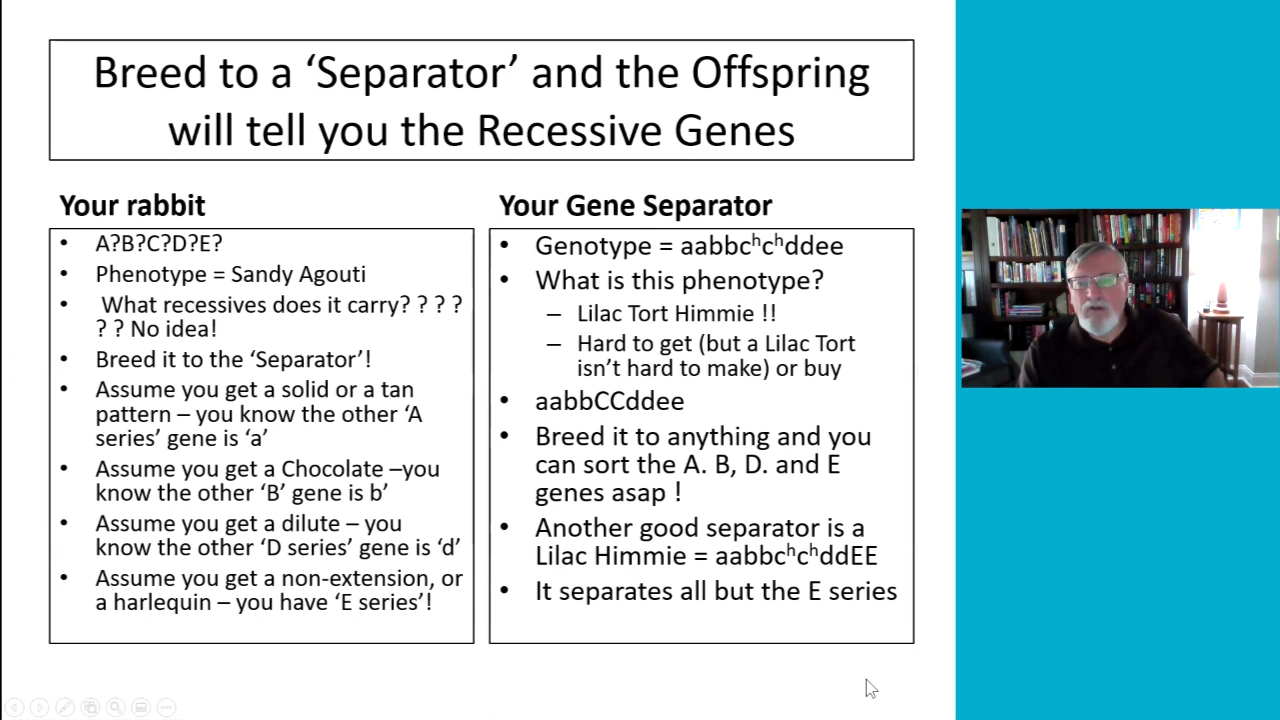 Breed to a ‘Separator’ and the Offspring
will tell you the Recessive Genes
Your rabbit
• A?B?C?D?E?
• Phenotype = Sandy Agouti
• What recessives does it carry? ? ? ?
? ? No idea!
• Breed it to the ‘Separator’!
• Assume you get a solid or a tan
pattern – you know the other ‘A
series’ gene is ‘a’
• Assume you get a Chocolate –you
know the other ‘B’ gene is b’
• Assume you get a dilute – you
know the other ‘D series’ gene is ‘d’
• Assume you get a non-extension, or
a harlequin – you have ‘E series’!
Your Gene Separator
• Genotype = aabbcʰcʰddee
• What is this phenotype?
– Lilac Tort Himmie !!
– Hard to get (but a Lilac Tort
isn’t hard to make) or buy
• aabbCCddee
• Breed it to anything and you
can sort the A. B, D. and E
genes asap !
• Another good separator is a
Lilac Himmie = aabbcʰcʰddEE
• It separates all but the E series